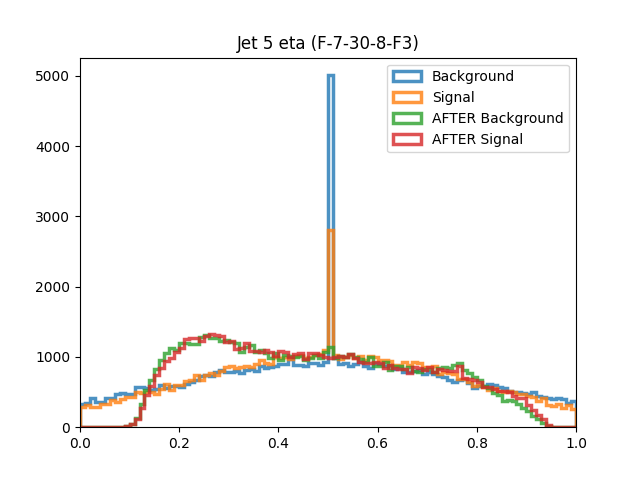 Jet 5 eta (F-7-30-8-F3)
Background
Signal
AFTER Background
AFTER Signal
5000
4000
3000
2000
1000
0
0.0 0.2 0.4 0.6 0.8 1.0